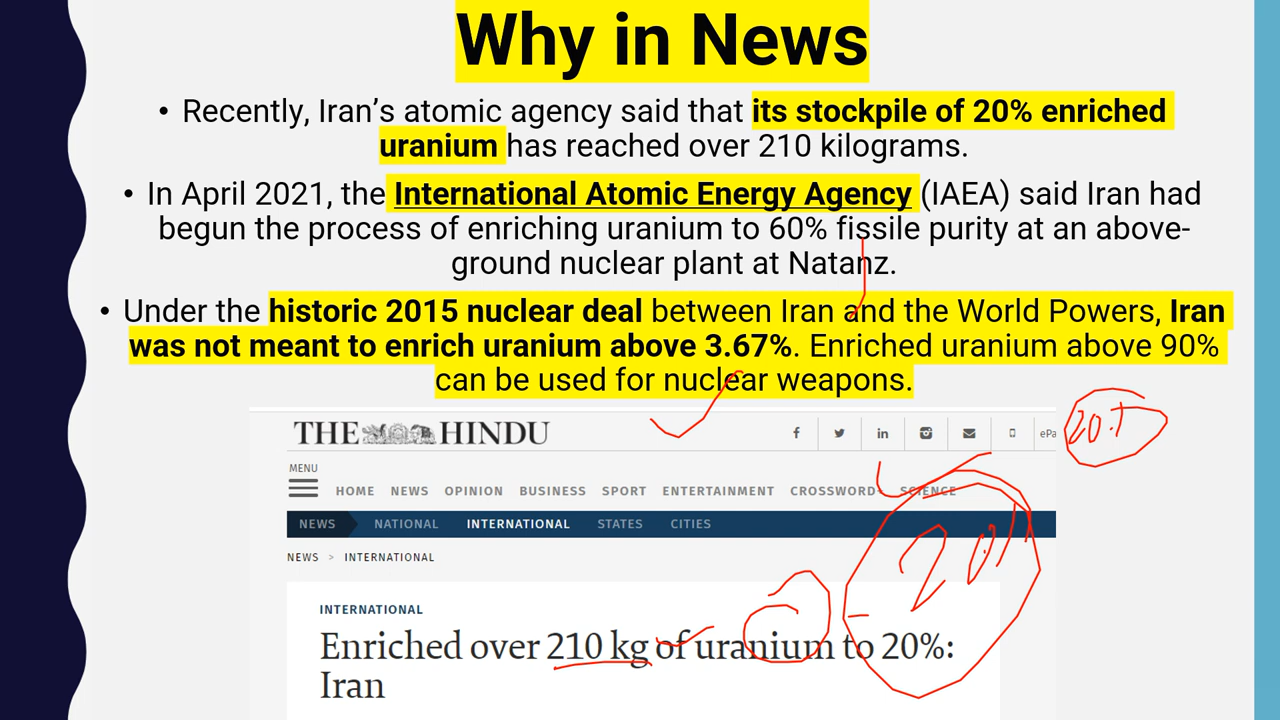 Why in News
• Recently, Iran’s atomic agency said that its stockpile of 20% enriched
uranium has reached over 210 kilograms.
• In April 2021, the International Atomic Energy Agency (IAEA) said Iran had
begun the process of enriching uranium to 60% fissile purity at an above-
ground nuclear plant at Natanz.
• Under the historic 2015 nuclear deal between Iran and the World Powers, Iran
was not meant to enrich uranium above 3.67%. Enriched uranium above 90%
can be used for nuclear weapons.
THE HINDU
ePa
MENU
HOME NEWS OPINION BUSINESS SPORT ENTERTAINMENT CROSSWORD+ SCIENCE
NEWS NATIONAL INTERNATIONAL STATES CITIES
NEWS > INTERNATIONAL
INTERNATIONAL
Enriched over 210 kg of uranium to 20%:
Iran